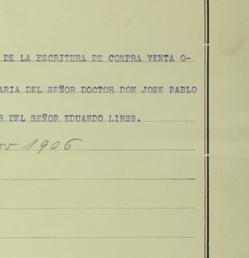 DE LA ESCRITURA DE COMPRA VENTA O-
ARIA DEL SEÑOR DOCTOR DON JOSE PABLO
R DEL SEÑOR EDUARDO LINSS.
1906